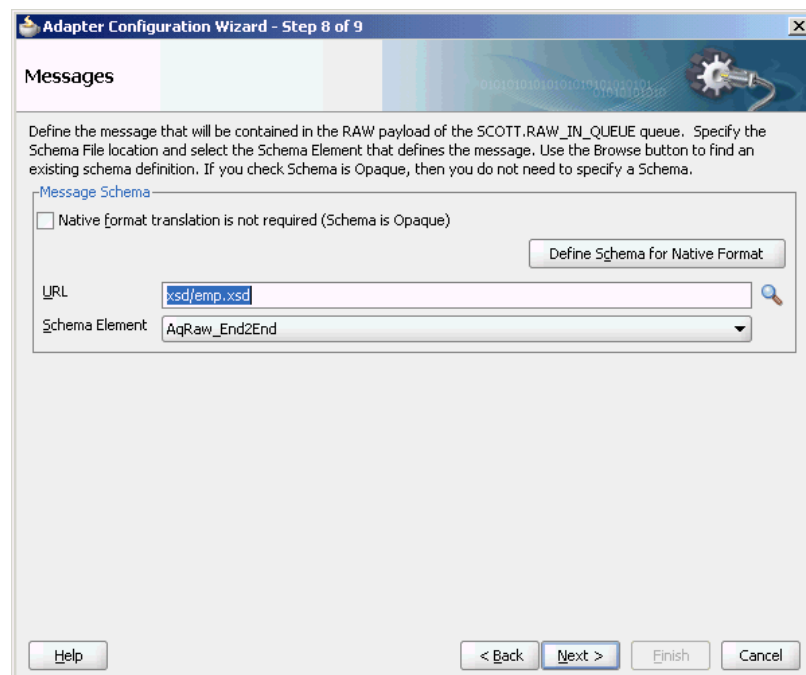 Adapter Configuration Wizard - Step 8 of 9
Messages
Define the message that will be contained in the RAW payload of the SCOTT.RAW_IN_QUEUE queue. Specify the
Schema File location and select the Schema Element that defines the message. Use the Browse button to find an
existing schema definition. If you check Schema is Opaque, then you do not need to specify a Schema.
Message Schema
Native format translation is not required (Schema is Opaque)
Define Schema for Native Format
URL
xsd/emp.xsd
Schema Element
AqRaw_End2End
Help
< Back
Next >
Finish
Cancel